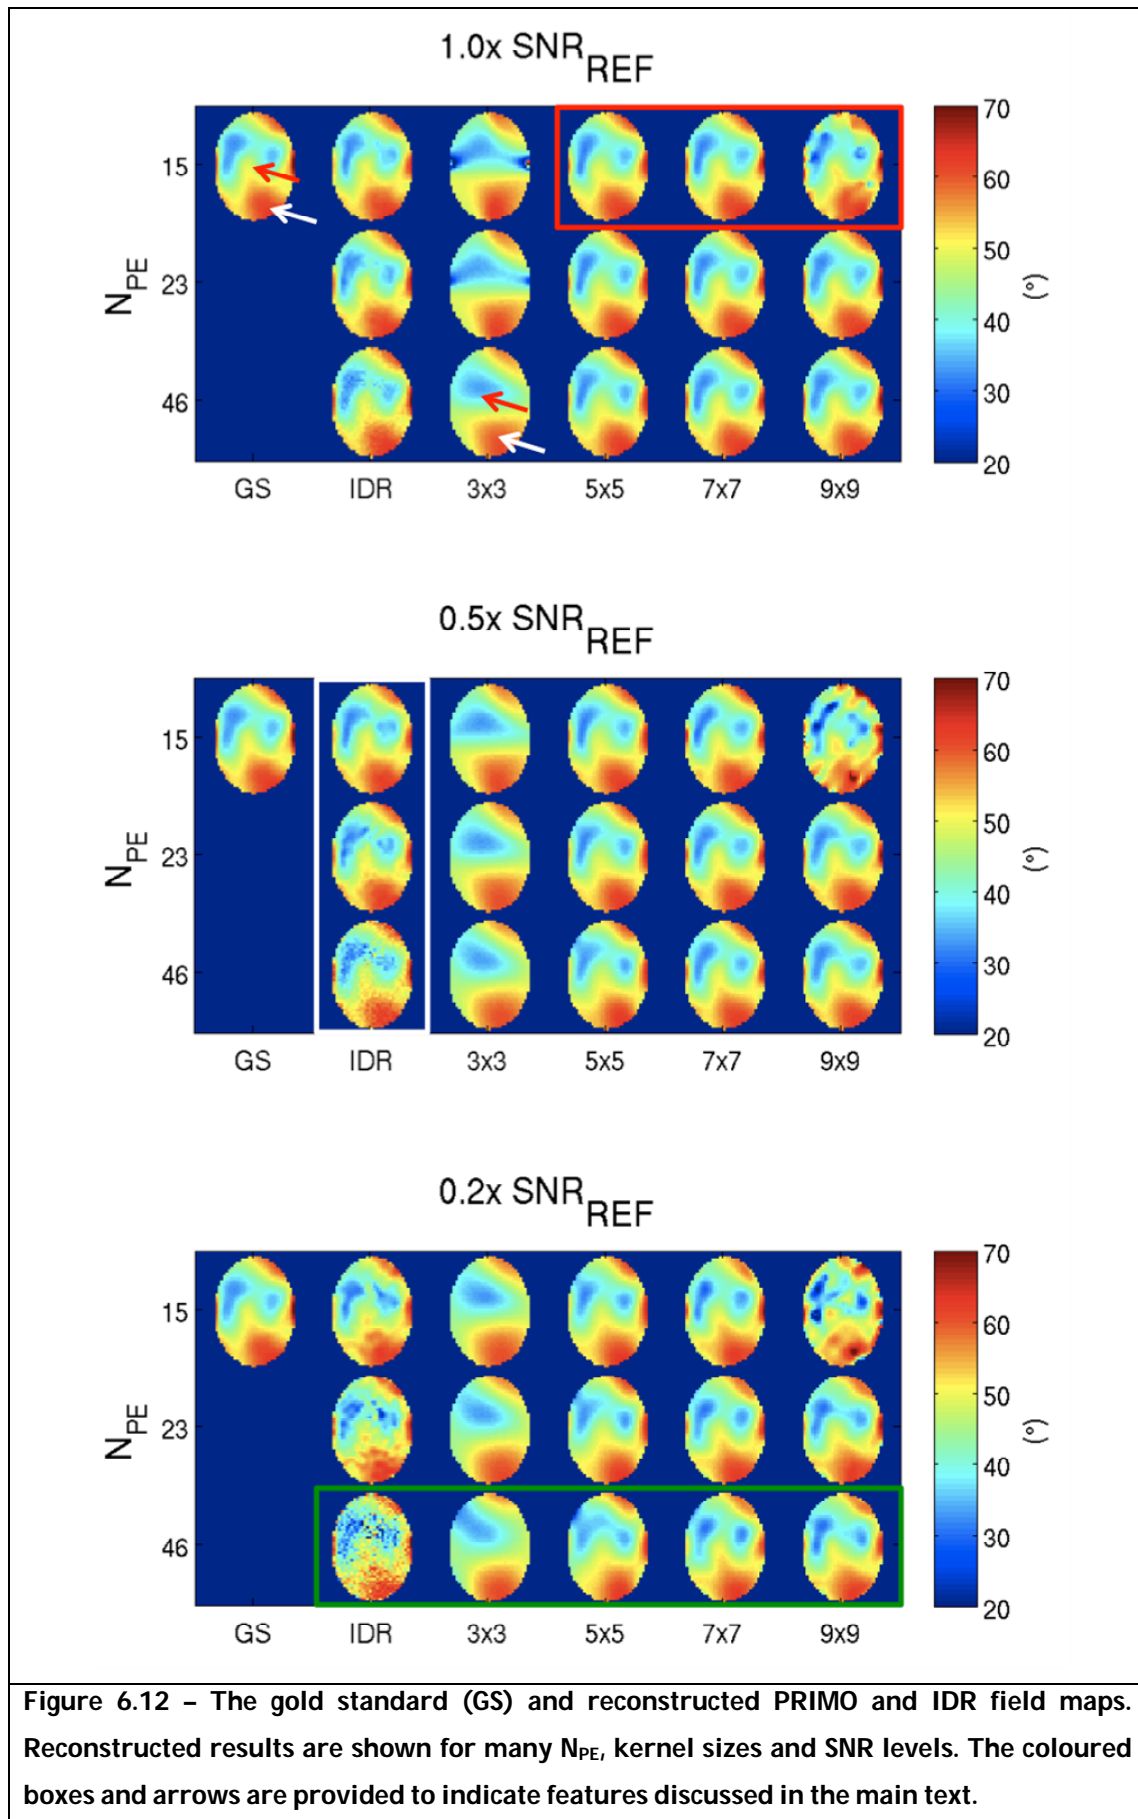 1.0x SNR REF
70
60
50
40
30
20
(°)
N PE
15
23
46
GS IDR 3x3 5x5 7x7 9x9
0.5x SNR REF
70
60
50
40
30
20
(°)
N PE
15
23
46
GS IDR 3x3 5x5 7x7 9x9
0.2x SNR REF
70
60
50
40
30
20
(°)
N PE
15
23
46
GS IDR 3x3 5x5 7x7 9x9
Figure 6.12 – The gold standard (GS) and reconstructed PRIMO and IDR field maps.
Reconstructed results are shown for many NPE, kernel sizes and SNR levels. The coloured
boxes and arrows are provided to indicate features discussed in the main text.